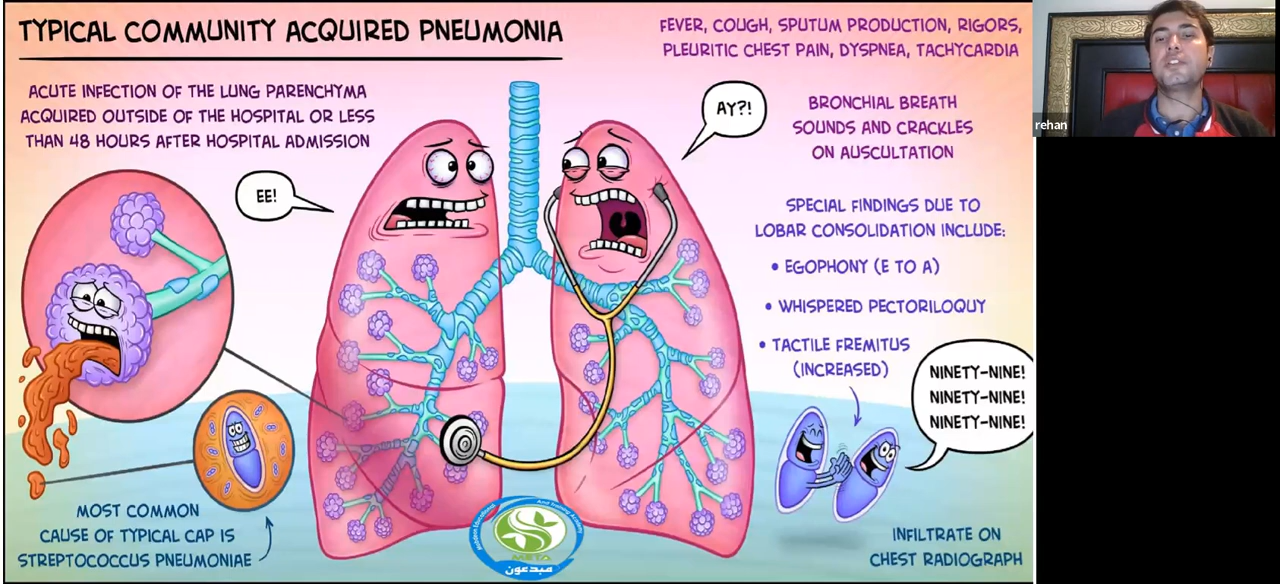 TYPICAL COMMUNITY ACQUIRED PNEUMONIA
FEVER, COUGH, SPUTUM PRODUCTION, RIGORS,
PLEURITIC CHEST PAIN, DYSPNEA, TACHYCARDIA
rehan
ACUTE INFECTION OF THE LUNG PARENCHYMA
ACQUIRED OUTSIDE OF THE HOSPITAL OR LESS
THAN 48 HOURS AFTER HOSPITAL ADMISSION
EE!
AY?!
BRONCHIAL BREATH
SOUNDS AND CRACKLES
ON AUSCULTATION
SPECIAL FINDINGS DUE TO
LOBAR CONSOLIDATION INCLUDE:
• EGOPHONY (E TO A)
• WHISPERED PECTORILOQUY
• TACTILE FREMITUS
(INCREASED)
NINETY-NINE!
NINETY-NINE!
NINETY-NINE!
MOST COMMON
CAUSE OF TYPICAL CAP IS
STREPTOCOCCUS PNEUMONIAE
META
مبدعون
INFILTRATE ON
CHEST RADIOGRAPH